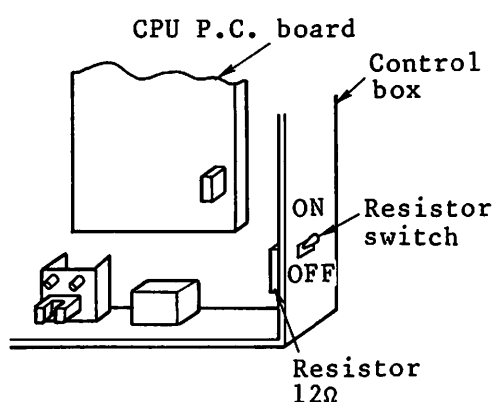 CPU P.C. board
Control
box
ON
Resistor
switch
OFF
Resistor
12Ω